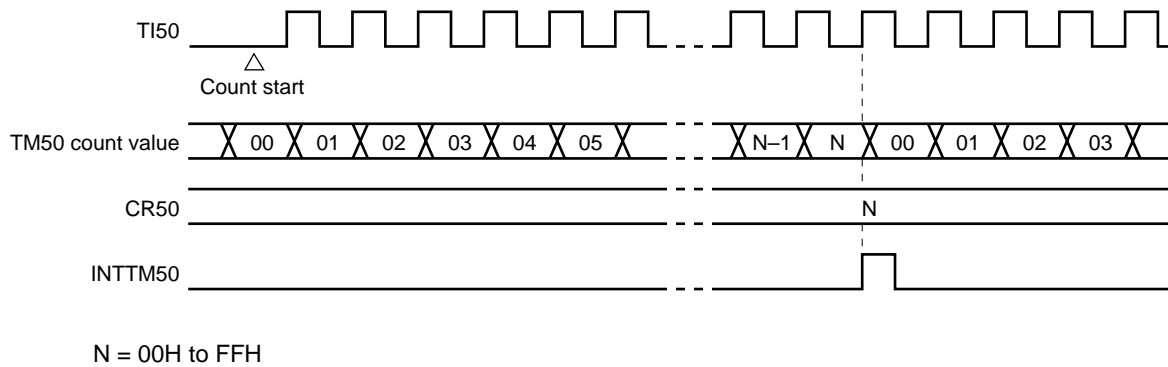 TI50
Count start
TM50 count value 00 01 02 03 04 05 N–1 N 00 01 02 03
CR50 N
INTTM50
N = 00H to FFH